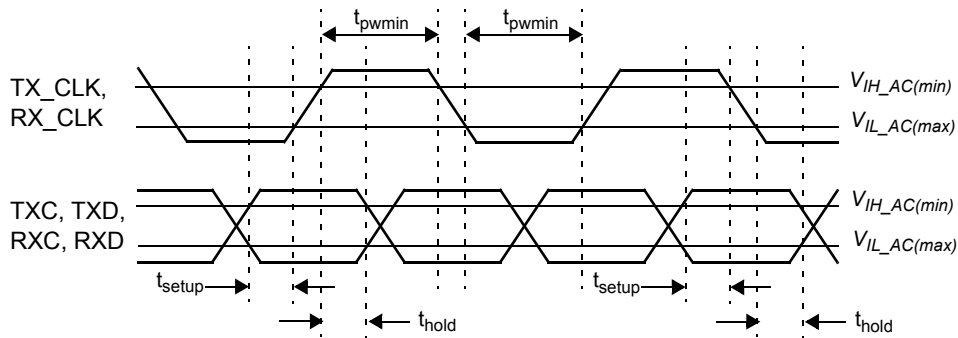 tpwmin tpwmin
TX_CLK,
RX_CLK
VIH_AC(min)
VIL_AC(max)
TXC, TXD,
RXC, RXD
VIH_AC(min)
VIL_AC(max)
tsetup tsetup
thold thold